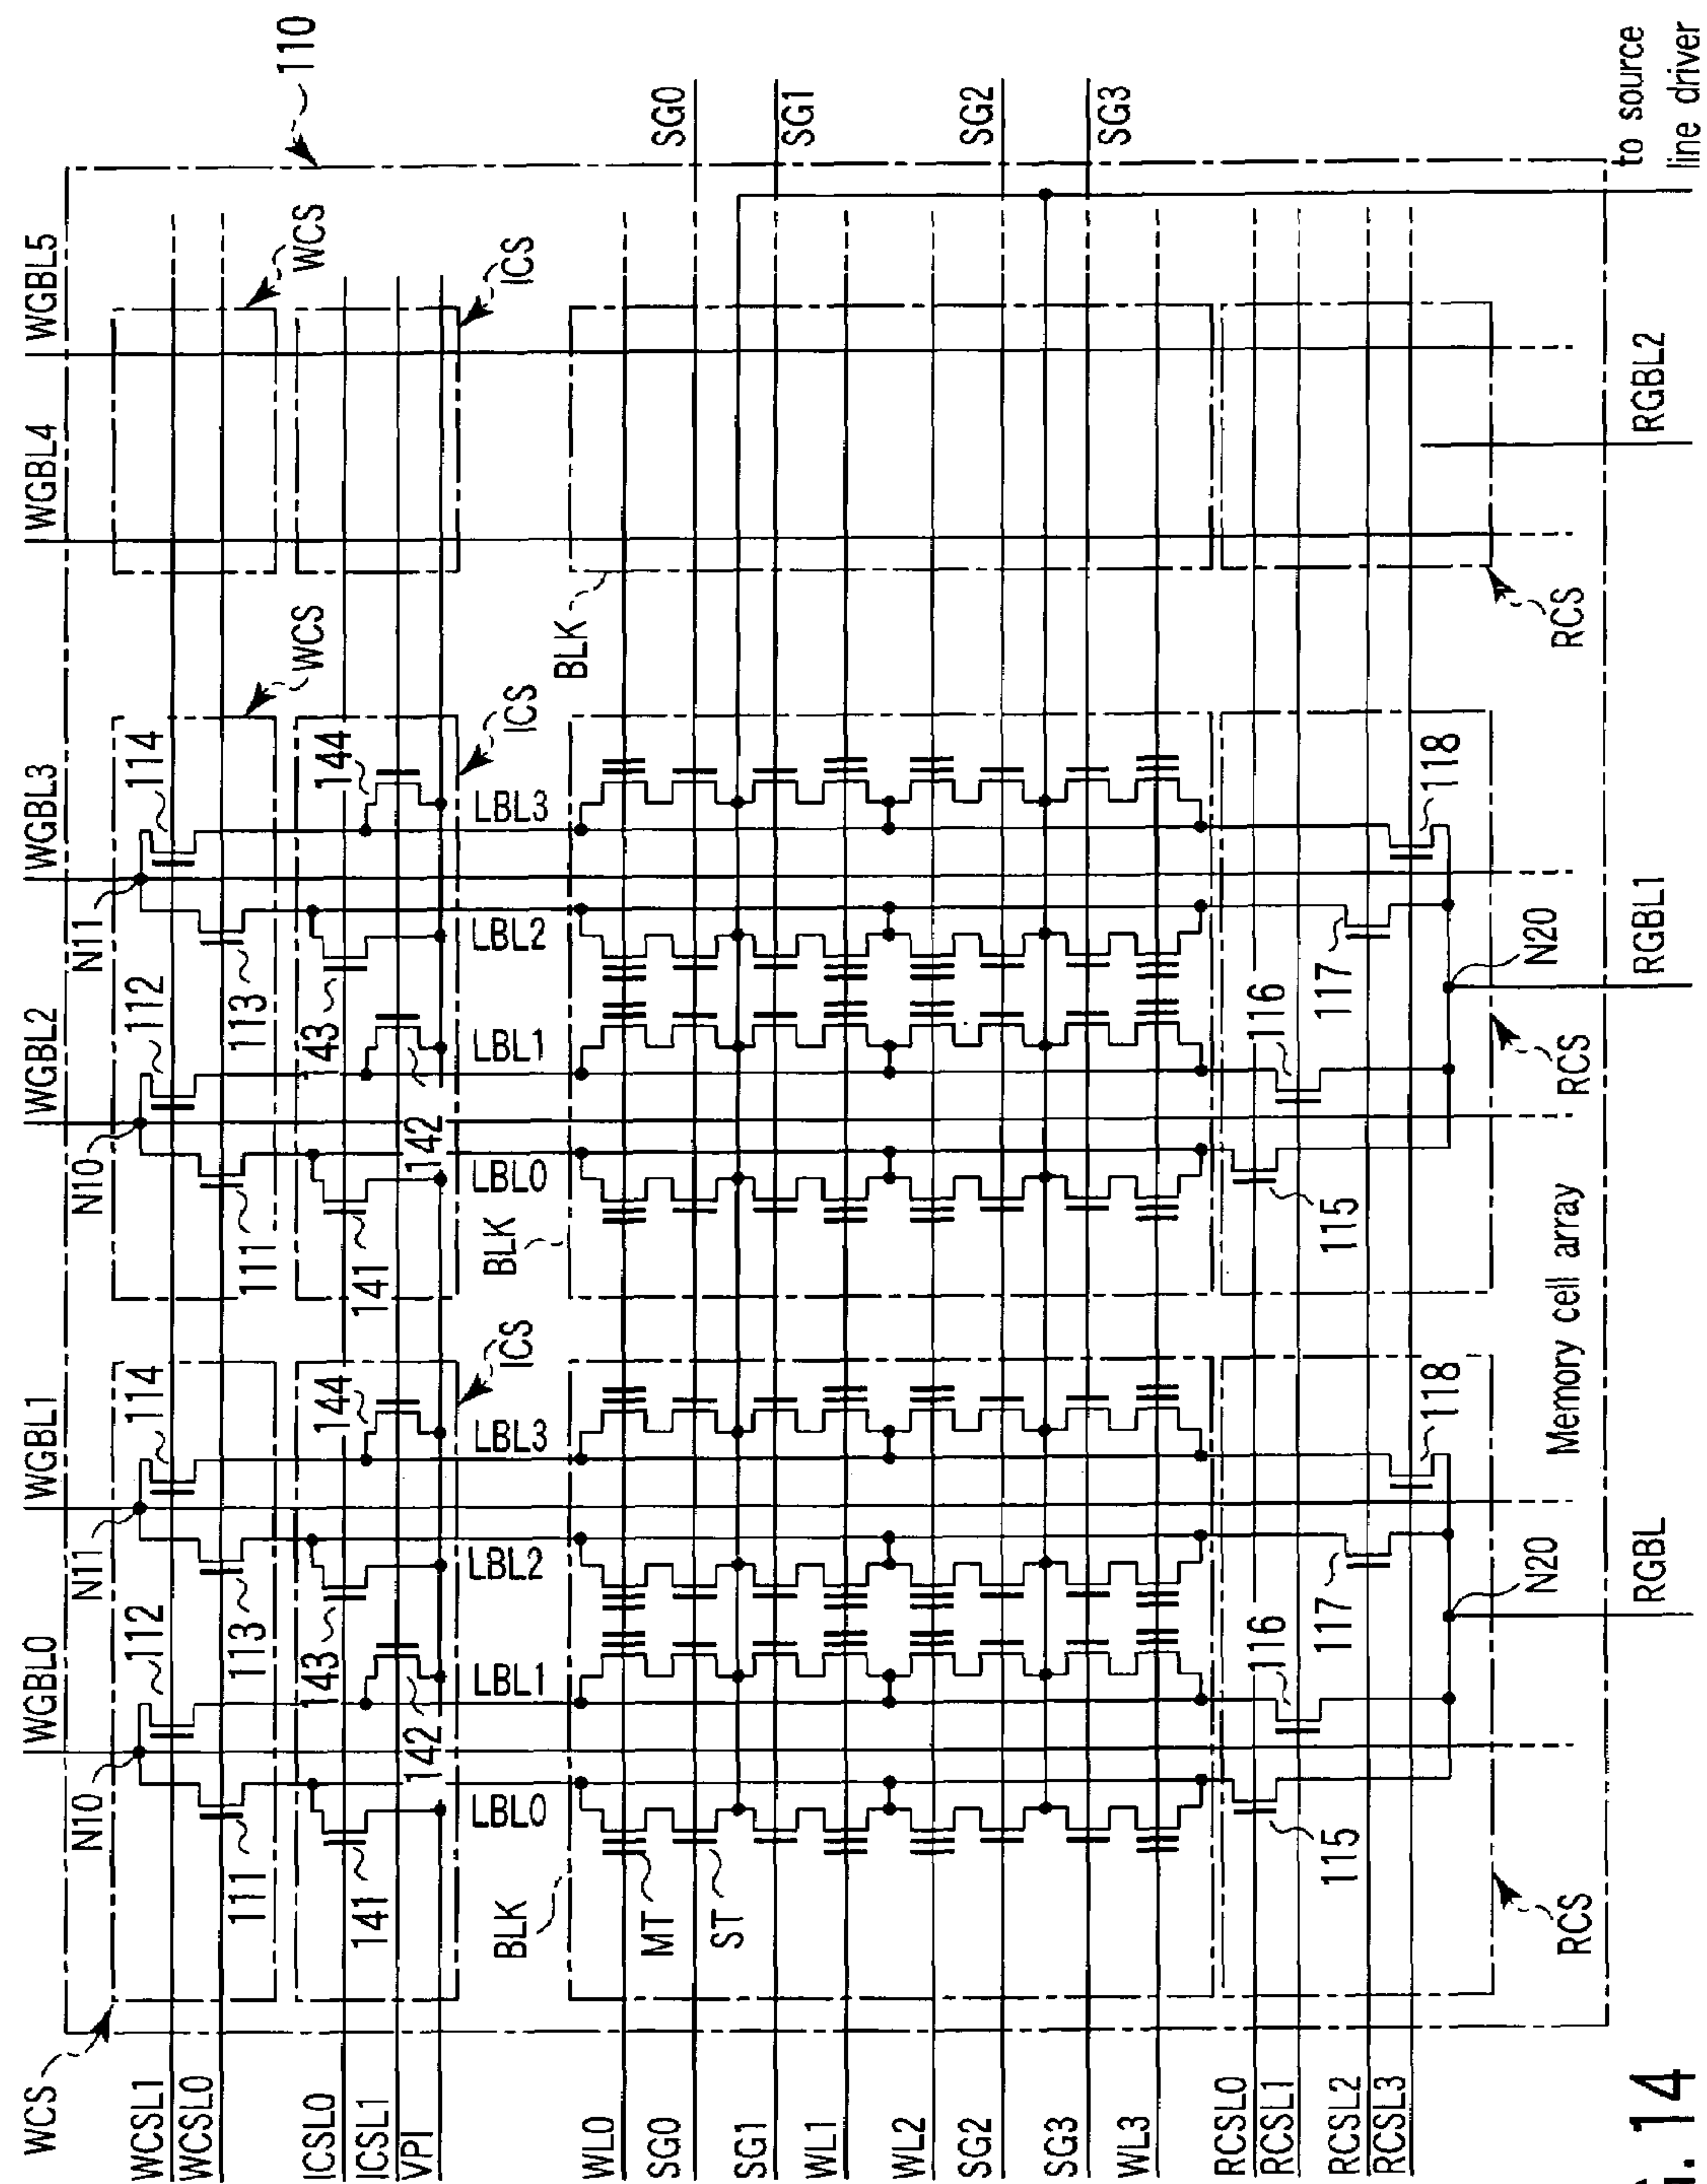 WGBL0 WGBL1 WGBL2 WGBL3 WGBL4 WGBL5
110
WCS
WCS
WCS
N10 112 N11 114 N10 112 N11 114
WCSL1
WCSL0
111 113 111 113
ICSL0
ICSL1
VPI
141 143 142 144 ICS 141 143 142 144 ICS ICS
LBL0 LBL1 LBL2 LBL3 LBL0 LBL1 LBL2 LBL3
BLK BLK BLK
WL0
MT
SG0 SG0
ST
SG1 SG1
WL1
WL2
SG2 SG2
SG3 SG3
WL3
RCSL0
RCSL1
RCSL2
RCSL3
115 116 117 118 115 116 117 118
RCS N20 RCS N20 RCS
Memory cell array
RGBL RGBL1 RGBL2
to source
line driver
G. 14